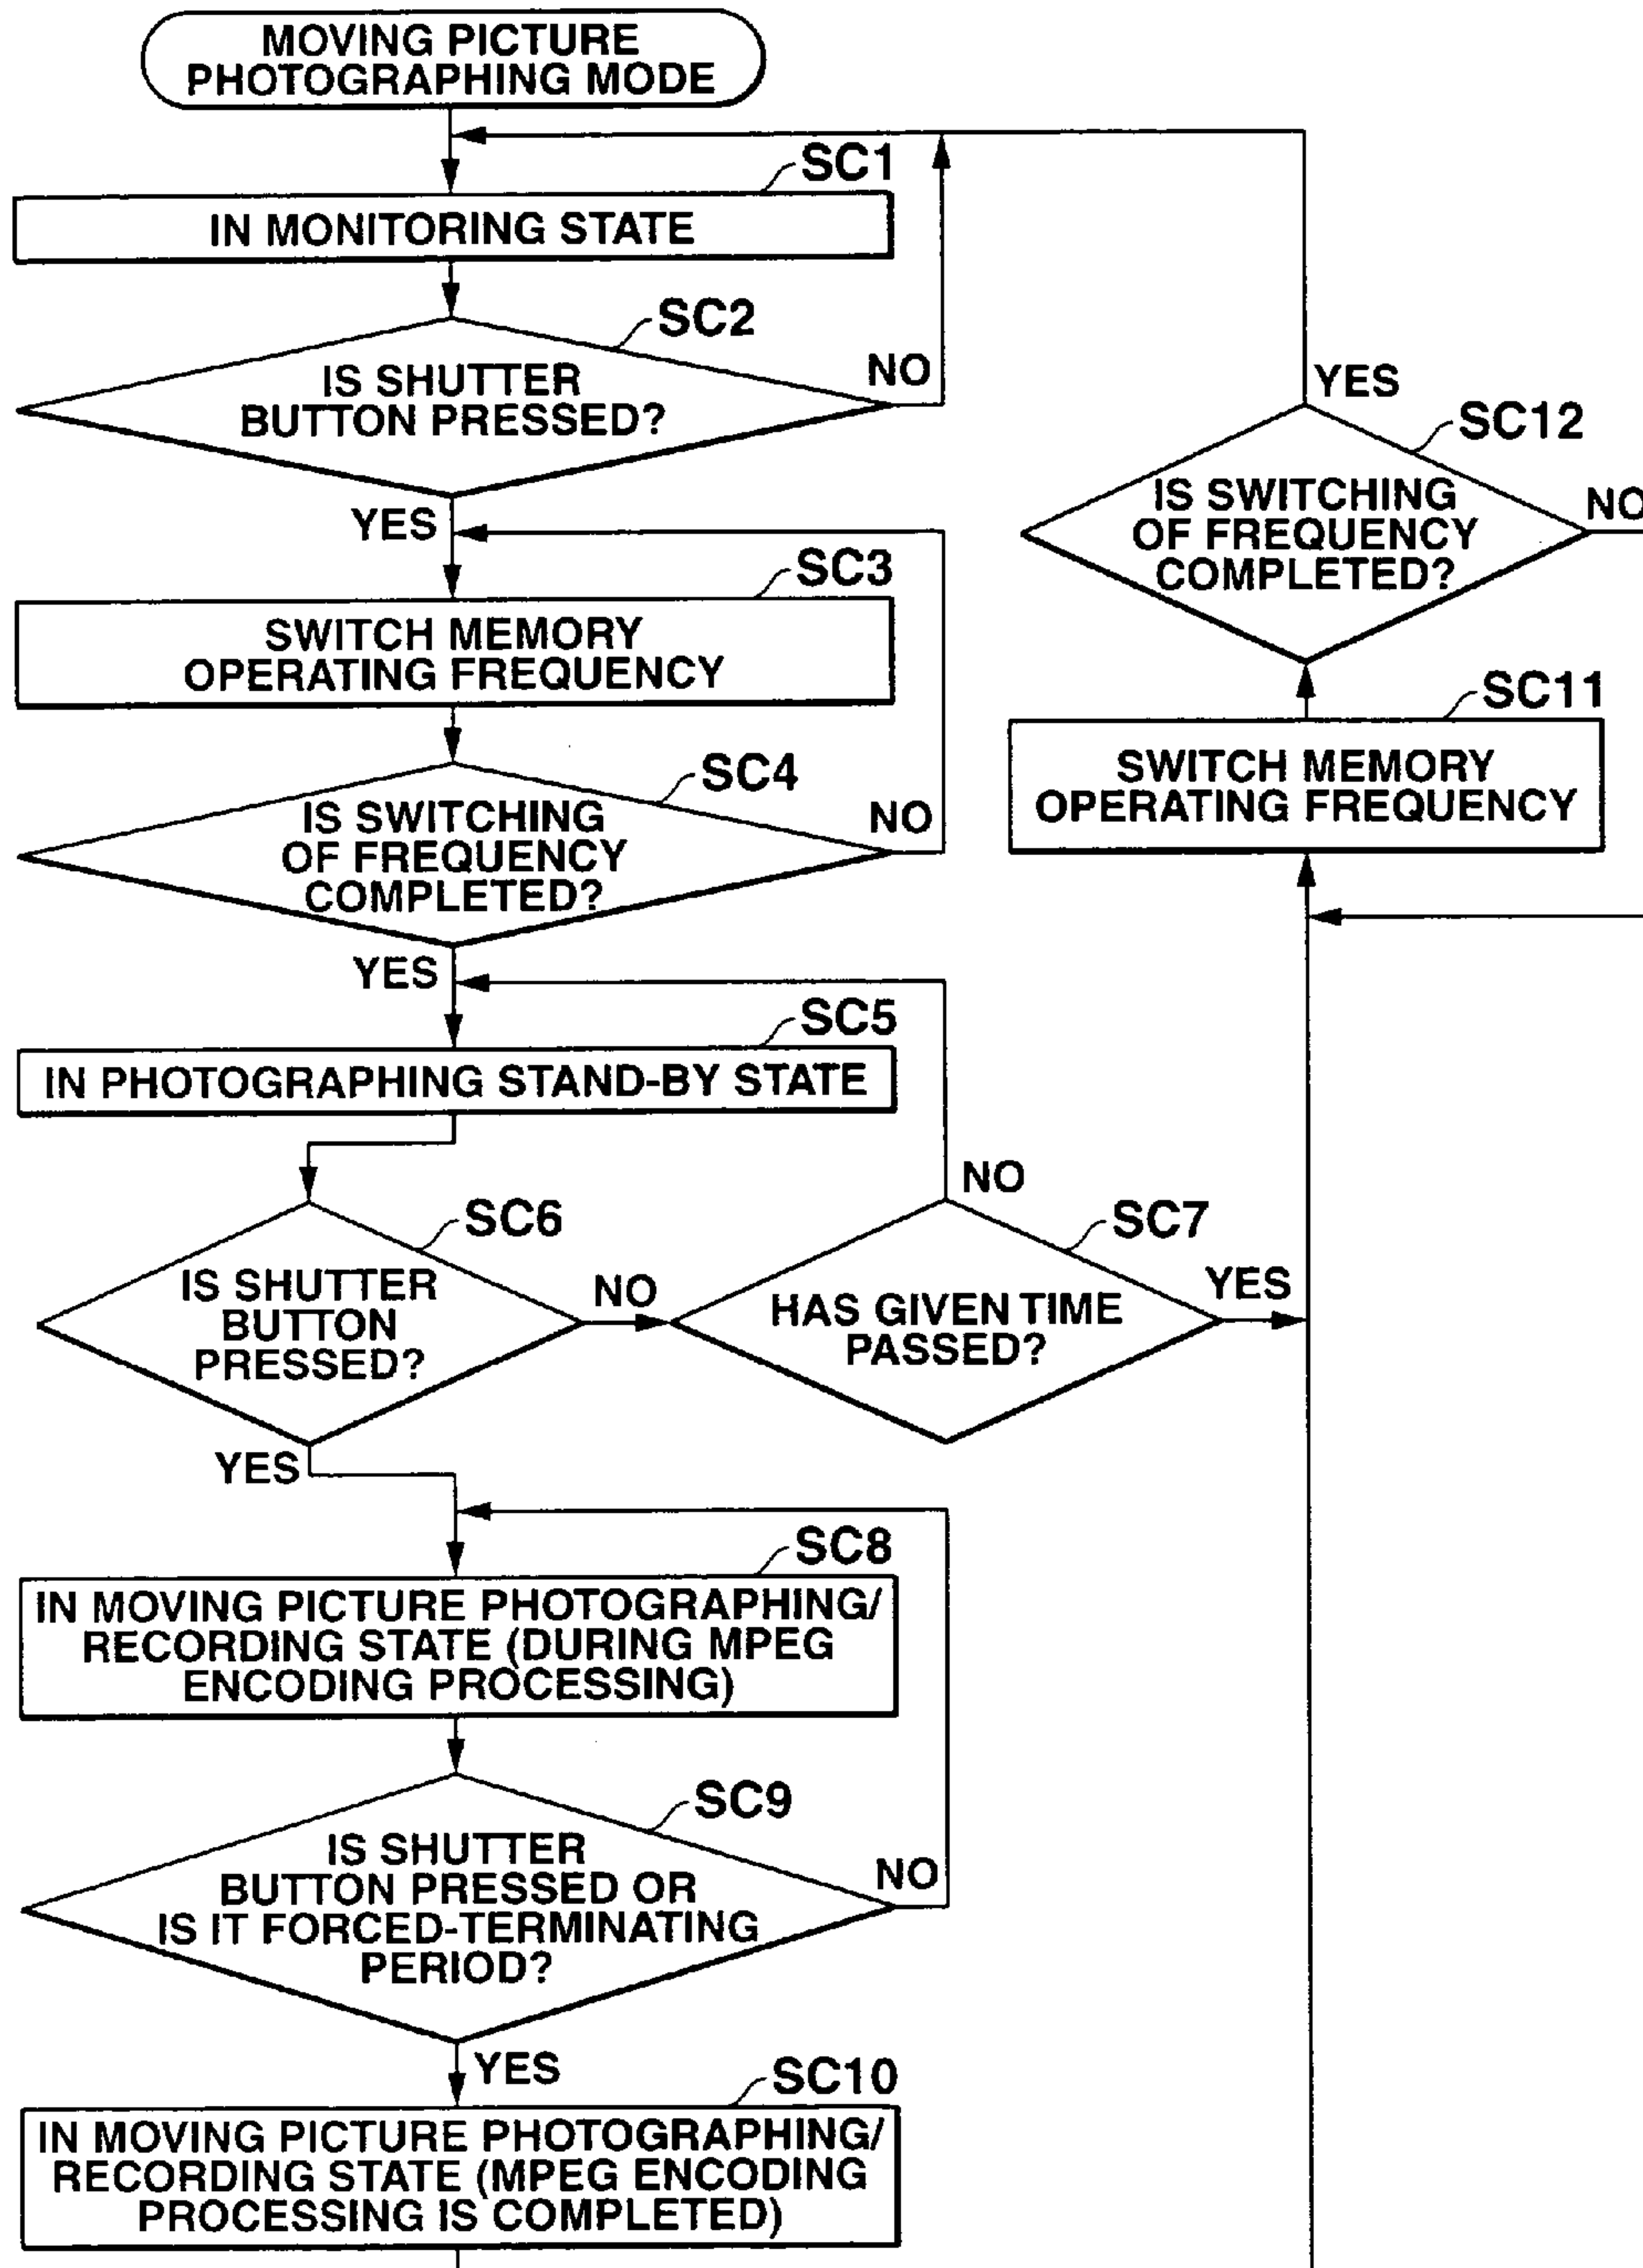 MOVING PICTURE
PHOTOGRAPHING MODE
SC1
IN MONITORING STATE
SC2
IS SHUTTER
BUTTON PRESSED?
NO
YES
SC3
SWITCH MEMORY
OPERATING FREQUENCY
SC4
IS SWITCHING
OF FREQUENCY
COMPLETED?
NO
YES
SC5
IN PHOTOGRAPHING STAND-BY STATE
SC6
IS SHUTTER
BUTTON
PRESSED?
NO
YES
SC7
HAS GIVEN TIME
PASSED?
NO
YES
SC8
IN MOVING PICTURE PHOTOGRAPHING/
RECORDING STATE (DURING MPEG
ENCODING PROCESSING)
SC9
IS SHUTTER
BUTTON PRESSED OR
IS IT FORCED-TERMINATING
PERIOD?
NO
YES
SC10
IN MOVING PICTURE PHOTOGRAPHING/
RECORDING STATE (MPEG ENCODING
PROCESSING IS COMPLETED)
SC11
SWITCH MEMORY
OPERATING FREQUENCY
SC12
IS SWITCHING
OF FREQUENCY
COMPLETED?
YES
NO